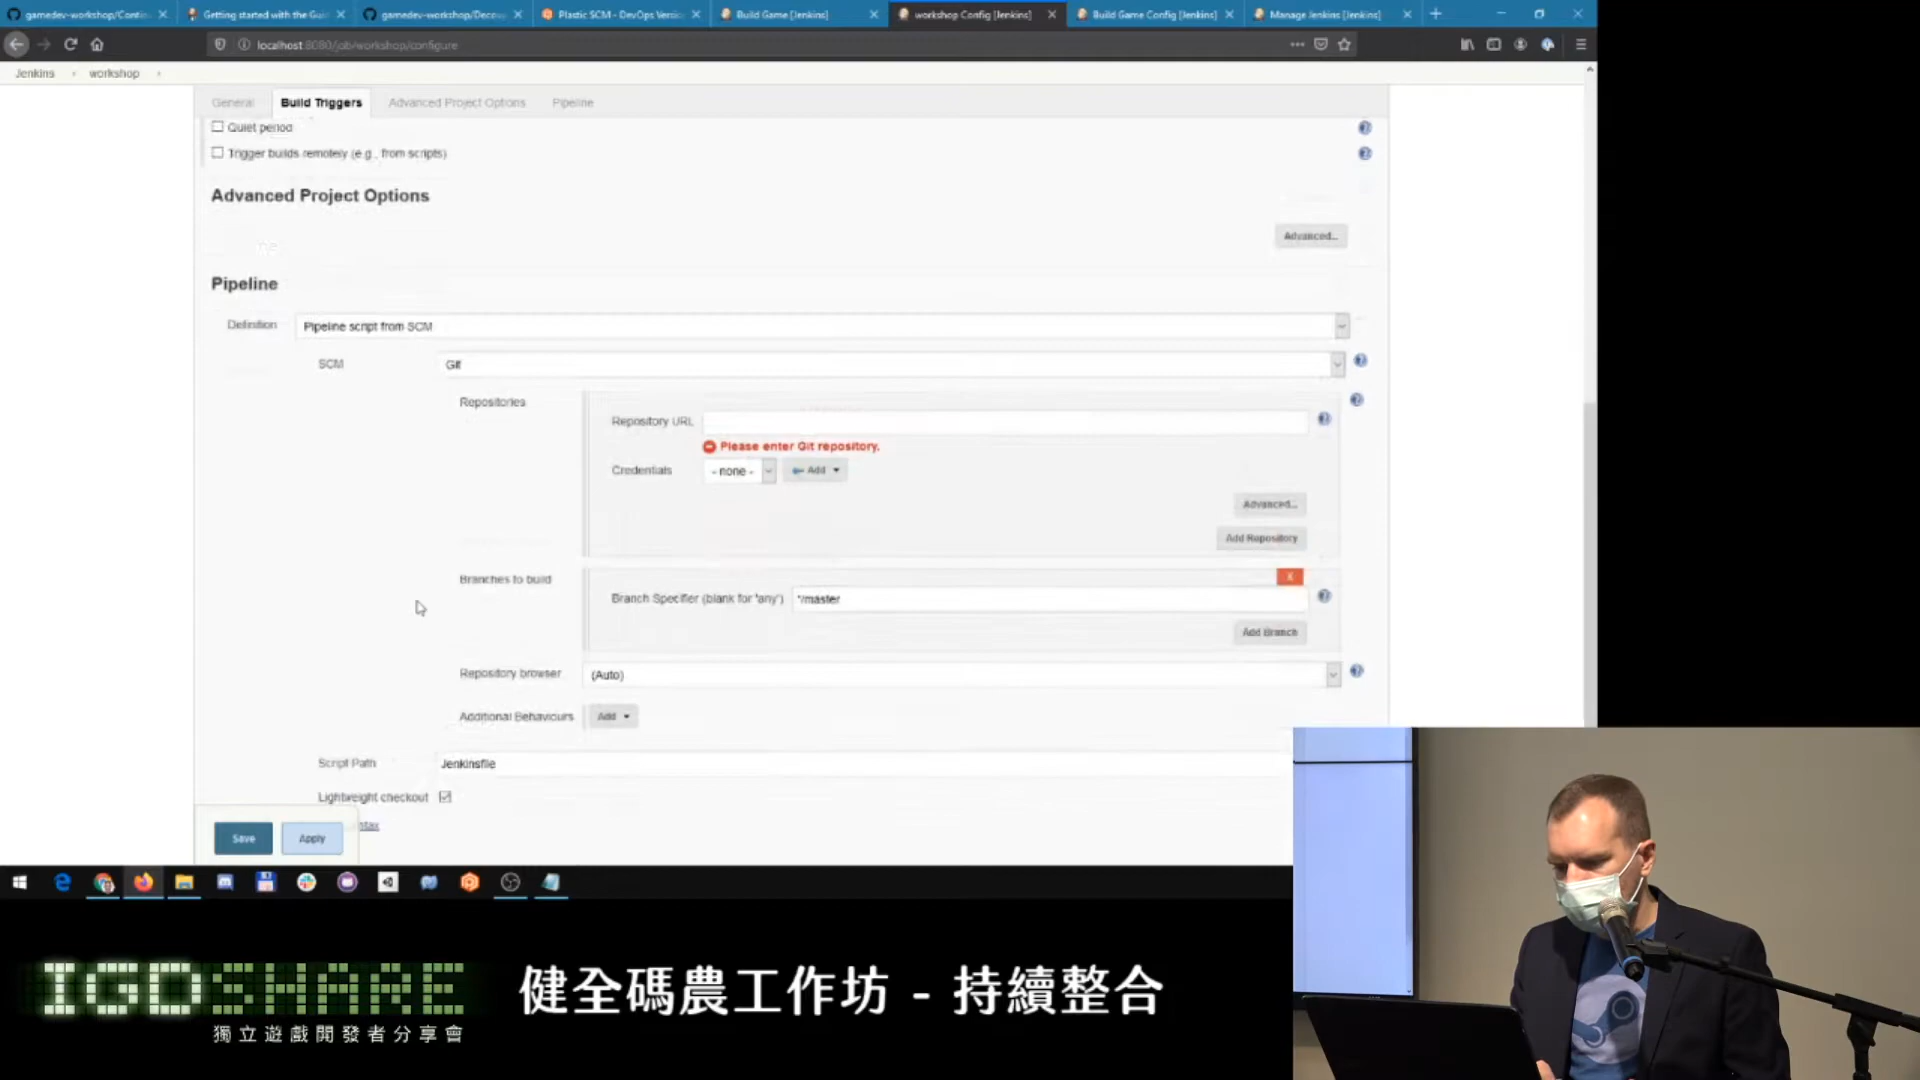 gamedev-workshop/Conti
Getting started with the Gui
gamedev-workshop/Decou
Plastic SCM - DevOps Versio
Build Game [Jenkins]
workshop Config [Jenkins]
Build Game Config [Jenkins]
Manage Jenkins [Jenkins]
localhost:8080/job/workshop/configure
Jenkins
workshop
General
Build Triggers
Advanced Project Options
Pipeline
Quiet period
Trigger builds remotely (e.g., from scripts)
Advanced Project Options
Advanced...
Pipeline
Definition
Pipeline script from SCM
SCM
Git
Repositories
Repository URL
Please enter Git repository.
Credentials
- none -
Add
Advanced...
Add Repository
Branches to build
X
Branch Specifier (blank for 'any')
*/master
Add Branch
Repository browser
(Auto)
Additional Behaviours
Add
Script Path
Jenkinsfile
Lightweight checkout
Save
Apply
ntax
IGDSHARE
獨立遊戲開發者分享會
健全碼農工作坊 - 持續整合